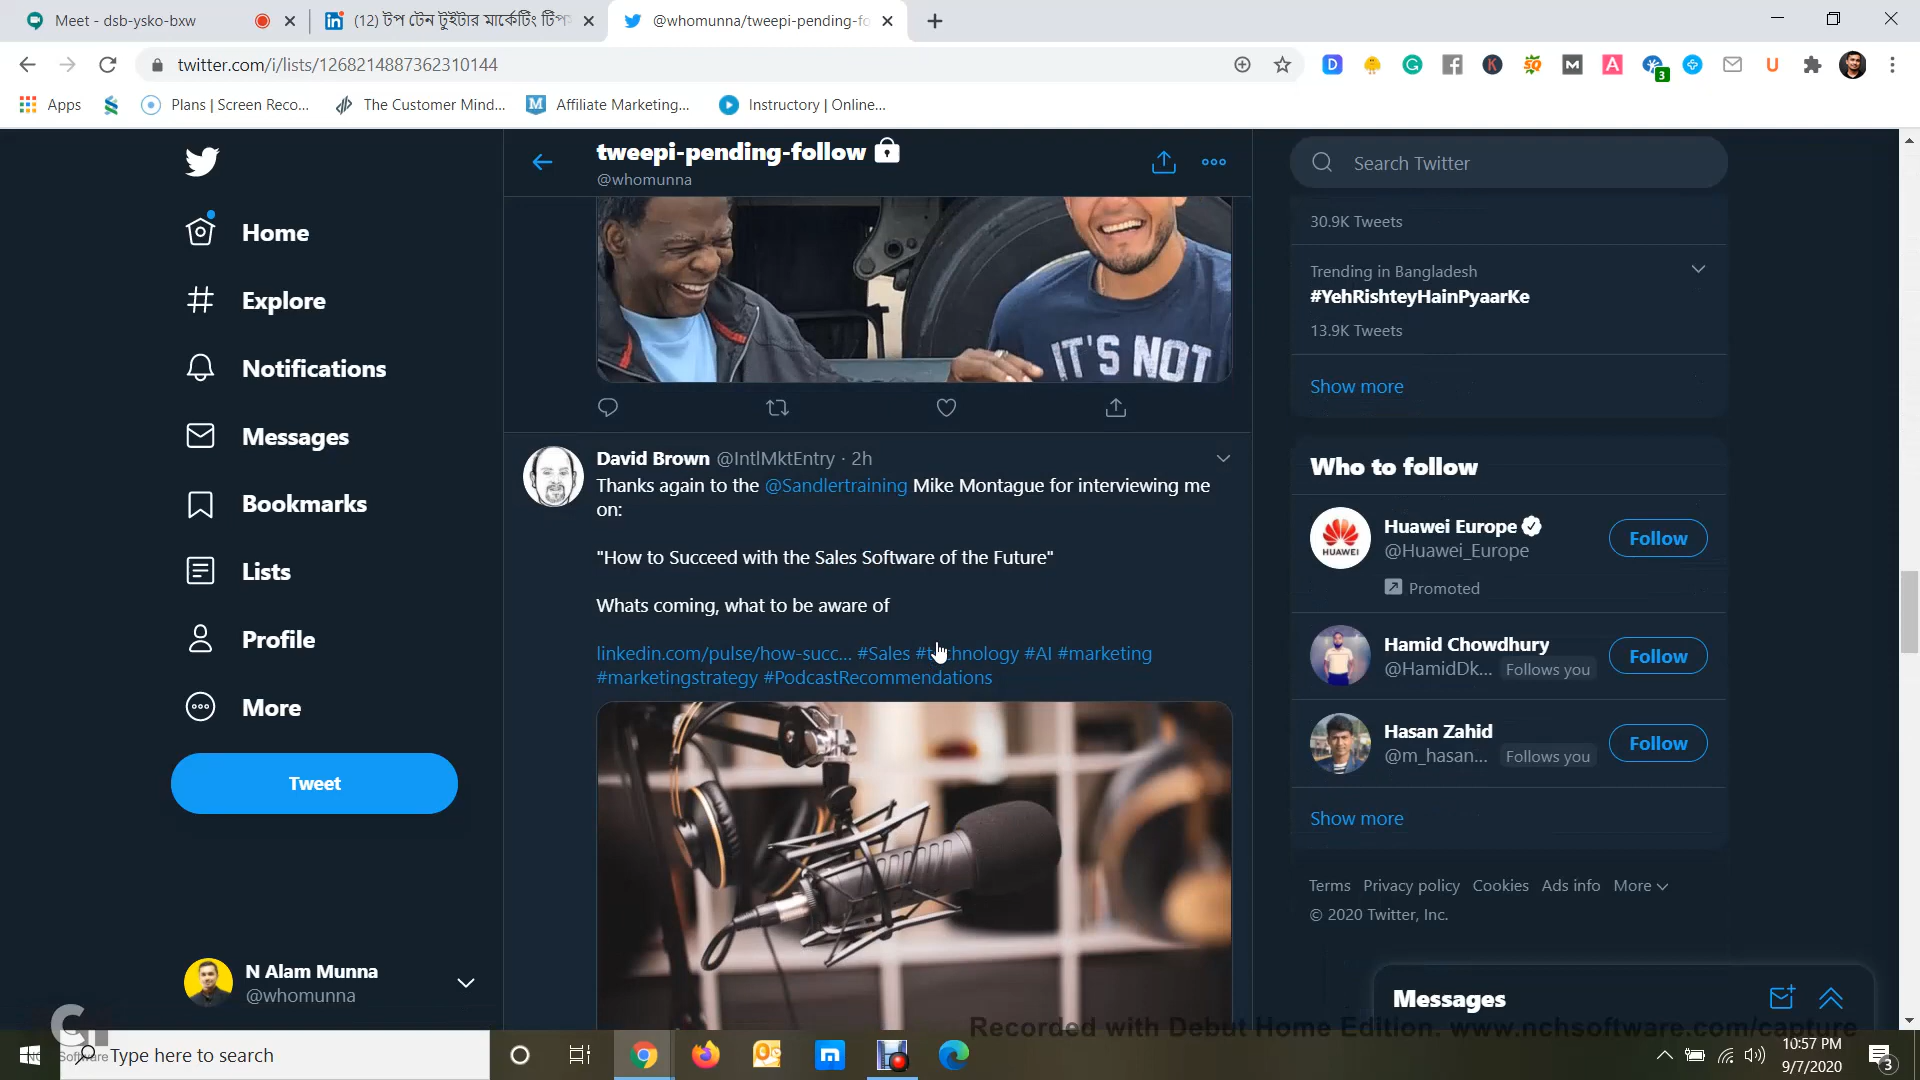 Meet - dsb-ysko-bxw
(12) টপ টেন টুইটার মার্কেটিং টিপস
@whomunna/tweepi-pending-fo
twitter.com/i/lists/1268214887362310144
Apps
Plans | Screen Reco...
The Customer Mind...
Affiliate Marketing...
Instructory | Online...
Home
Explore
Notifications
Messages
Bookmarks
Lists
Profile
More
Tweet
N Alam Munna
@whomunna
tweepi-pending-follow
@whomunna
IT'S NOT
David Brown @IntlMktEntry · 2h
Thanks again to the @Sandlertraining Mike Montague for interviewing me
on:
"How to Succeed with the Sales Software of the Future"
Whats coming, what to be aware of
linkedin.com/pulse/how-succ... #Sales #technology #AI #marketing
#marketingstrategy #PodcastRecommendations
Search Twitter
30.9K Tweets
Trending in Bangladesh
#YehRishteyHainPyaarKe
13.9K Tweets
Show more
Who to follow
HUAWEI
Huawei Europe
@Huawei_Europe
Follow
Promoted
Hamid Chowdhury
@HamidDk... Follows you
Follow
Hasan Zahid
@m_hasan... Follows you
Follow
Show more
Terms Privacy policy Cookies Ads info More
© 2020 Twitter, Inc.
Messages
Recorded with Debut Home Edition. www.nchsoftware.com/capture
NCH Software
Type here to search
10:57 PM
9/7/2020
3